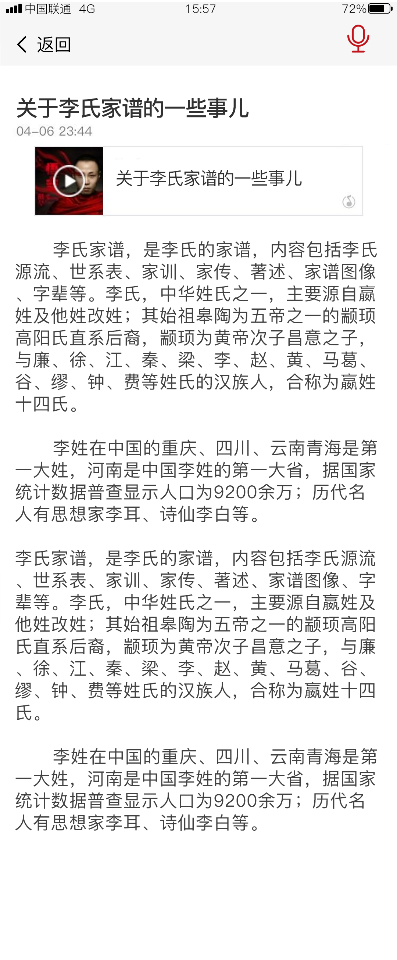 中国联通 4G 15:57 72%
返回
关于李氏家谱的一些事儿
04-06 23:44
关于李氏家谱的一些事儿
李氏家谱，是李氏的家谱，内容包括李氏
源流、世系表、家训、家传、著述、家谱图像
、字辈等。李氏，中华姓氏之一，主要源自嬴
姓及他姓改姓；其始祖皋陶为五帝之一的颛顼
高阳氏直系后裔，颛顼为黄帝次子昌意之子，
与廉、徐、江、秦、梁、李、赵、黄、马葛、
谷、缪、钟、费等姓氏的汉族人，合称为嬴姓
十四氏。
李姓在中国的重庆、四川、云南青海是第
一大姓，河南是中国李姓的第一大省，据国家
统计数据普查显示人口为9200余万；历代名
人有思想家李耳、诗仙李白等。
李氏家谱，是李氏的家谱，内容包括李氏源流
、世系表、家训、家传、著述、家谱图像、字
辈等。李氏，中华姓氏之一，主要源自嬴姓及
他姓改姓；其始祖皋陶为五帝之一的颛顼高阳
氏直系后裔，颛顼为黄帝次子昌意之子，与廉
、徐、江、秦、梁、李、赵、黄、马葛、谷、
缪、钟、费等姓氏的汉族人，合称为嬴姓十四
氏。
李姓在中国的重庆、四川、云南青海是第
一大姓，河南是中国李姓的第一大省，据国家
统计数据普查显示人口为9200余万；历代名
人有思想家李耳、诗仙李白等。